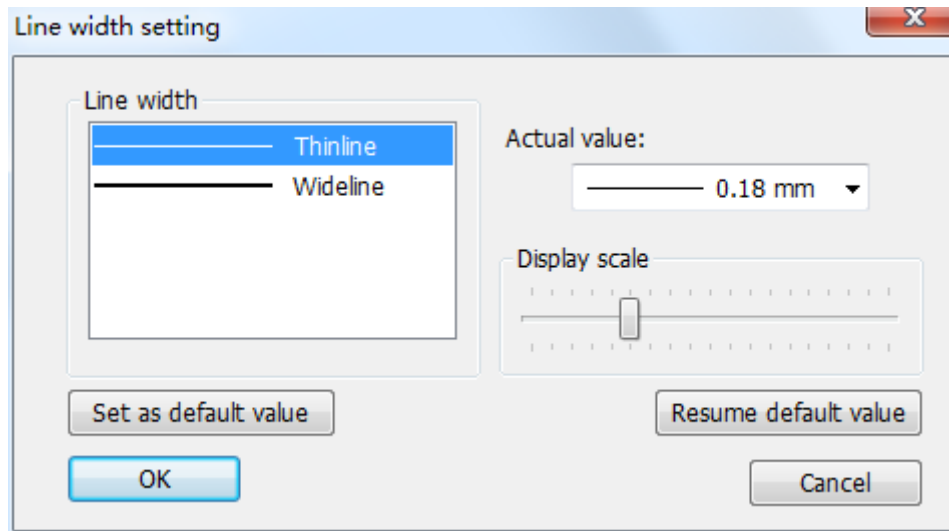 Line width setting
Line width
Thinline
Wideline
Actual value:
0.18 mm
Display scale
Set as default value
Resume default value
OK
Cancel